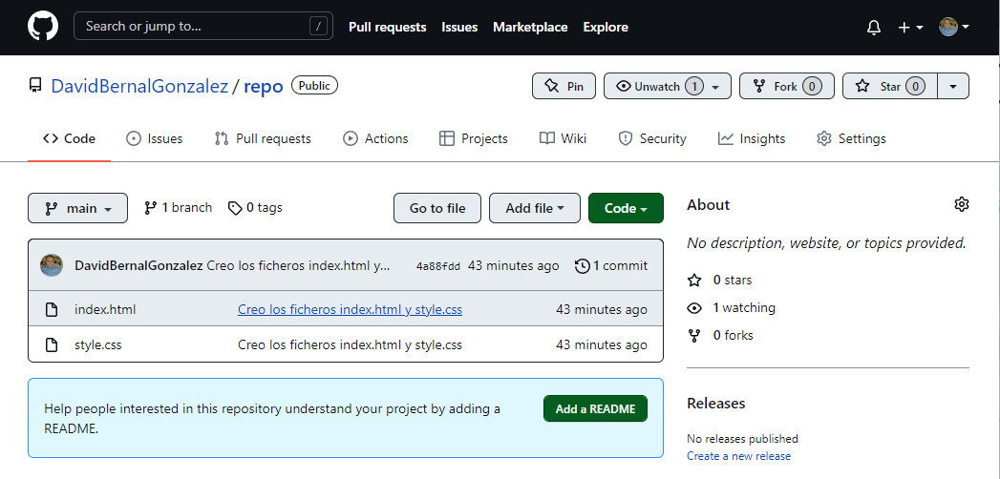 Search or jump to... /
Pull requests Issues Marketplace Explore
DavidBernalGonzalez / repo Public
Pin Unwatch 1 Fork 0 Star 0
Code Issues Pull requests Actions Projects Wiki Security Insights Settings
main 1 branch 0 tags Go to file Add file Code
DavidBernalGonzalez Creo los ficheros index.html y... 4a88fdd 43 minutes ago 1 commit
index.html Creo los ficheros index.html y style.css 43 minutes ago
style.css Creo los ficheros index.html y style.css 43 minutes ago
Help people interested in this repository understand your project by adding a
README.
Add a README
About
No description, website, or topics provided.
0 stars
1 watching
0 forks
Releases
No releases published
Create a new release